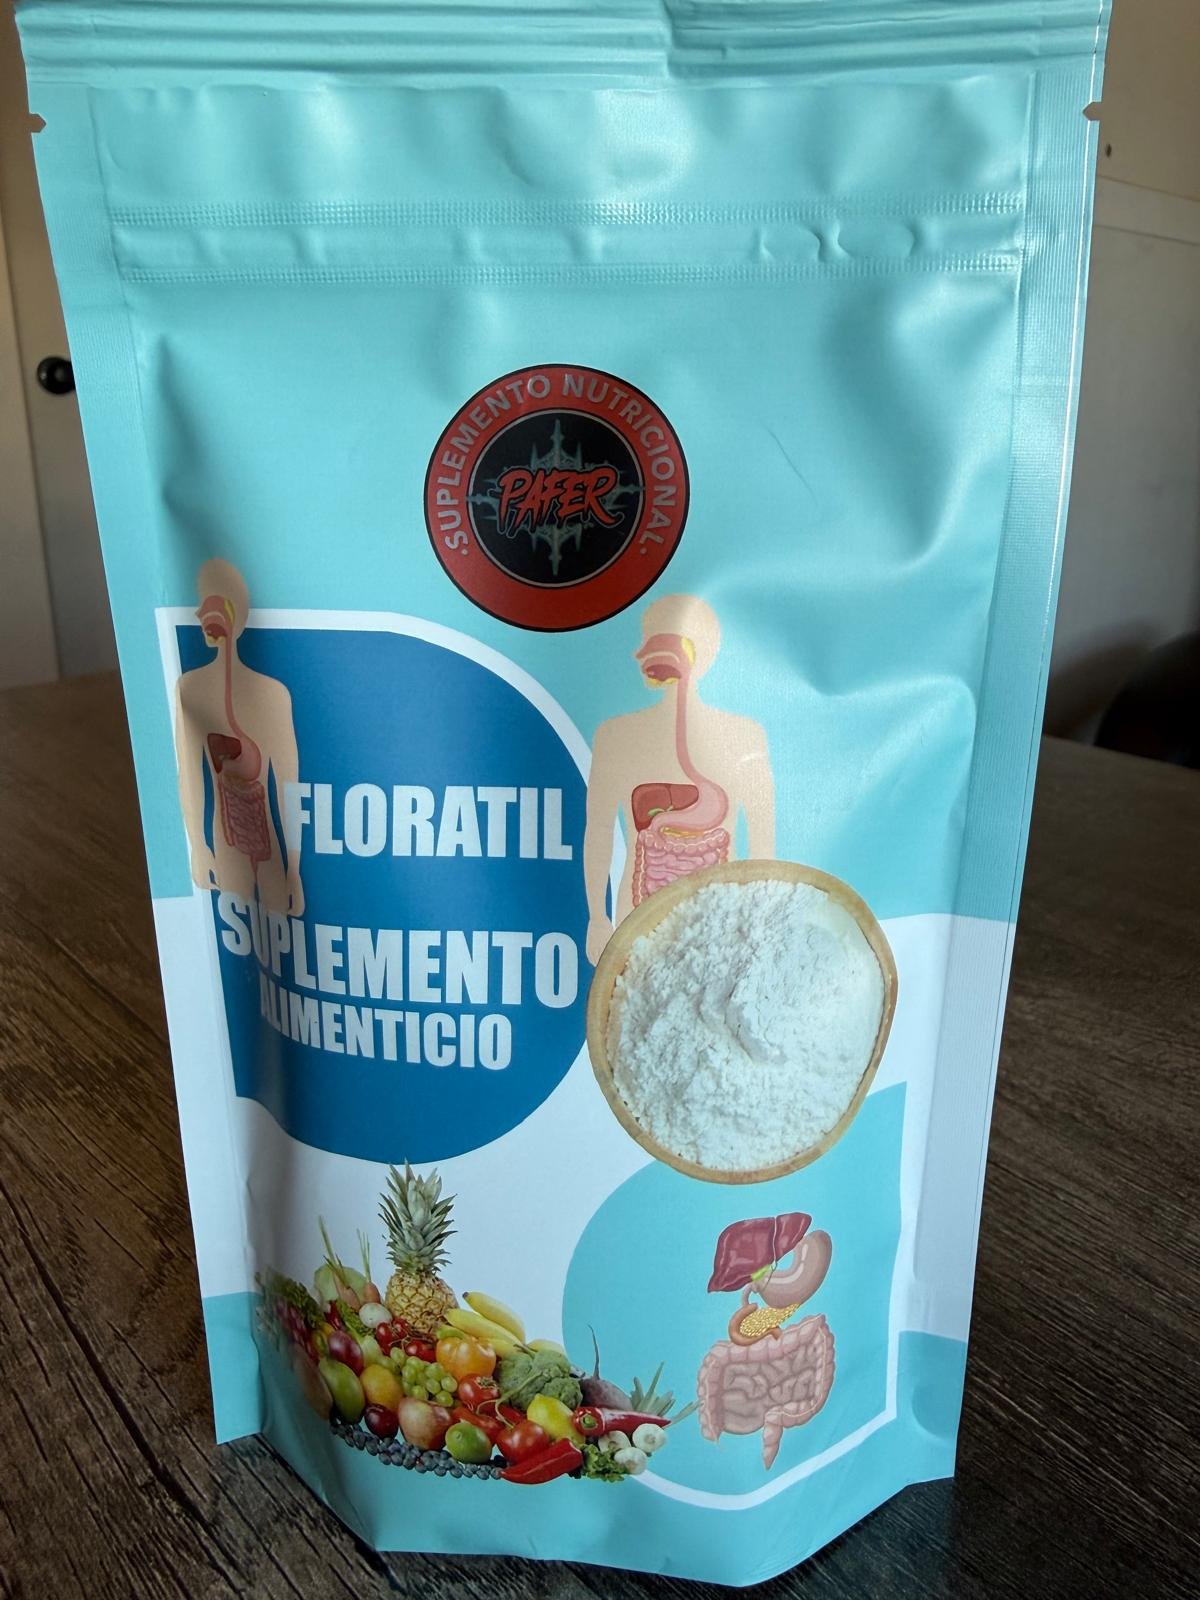 ·SUPLEMENTO NUTRICIONAL·
PAFER
FLORATIL
SUPLEMENTO
ALIMENTICIO